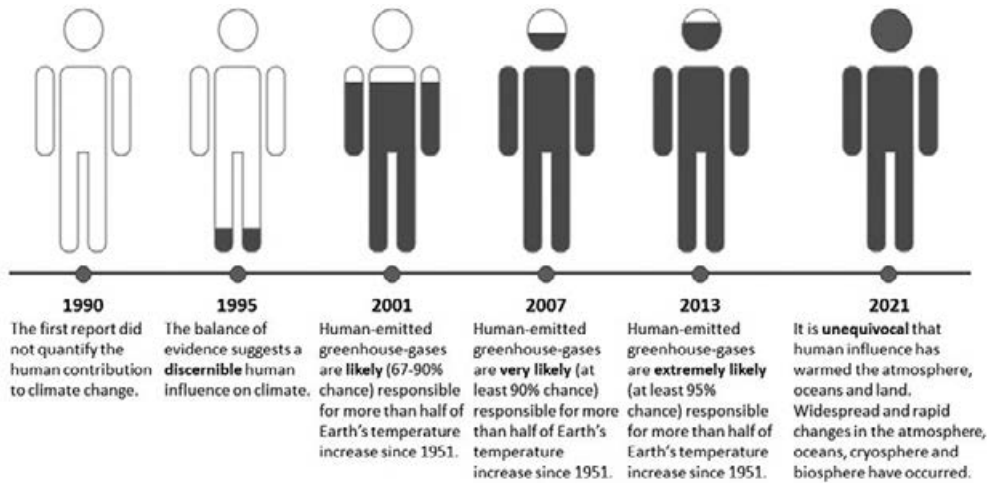 1990
The first report did
not quantify the
human contribution
to climate change.
1995
The balance of
evidence suggests a
discernible human
influence on climate.
2001
Human-emitted
greenhouse-gases
are likely (67-90%
chance) responsible
for more than half of
Earth's temperature
increase since 1951.
2007
Human-emitted
greenhouse-gases
are very likely (at
least 90% chance)
responsible for more
than half of Earth's
temperature
increase since 1951.
2013
Human-emitted
greenhouse-gases
are extremely likely
(at least 95%
chance) responsible
for more than half of
Earth's temperature
increase since 1951.
2021
It is unequivocal that
human influence has
warmed the atmosphere,
oceans and land.
Widespread and rapid
changes in the atmosphere,
oceans, cryosphere and
biosphere have occurred.